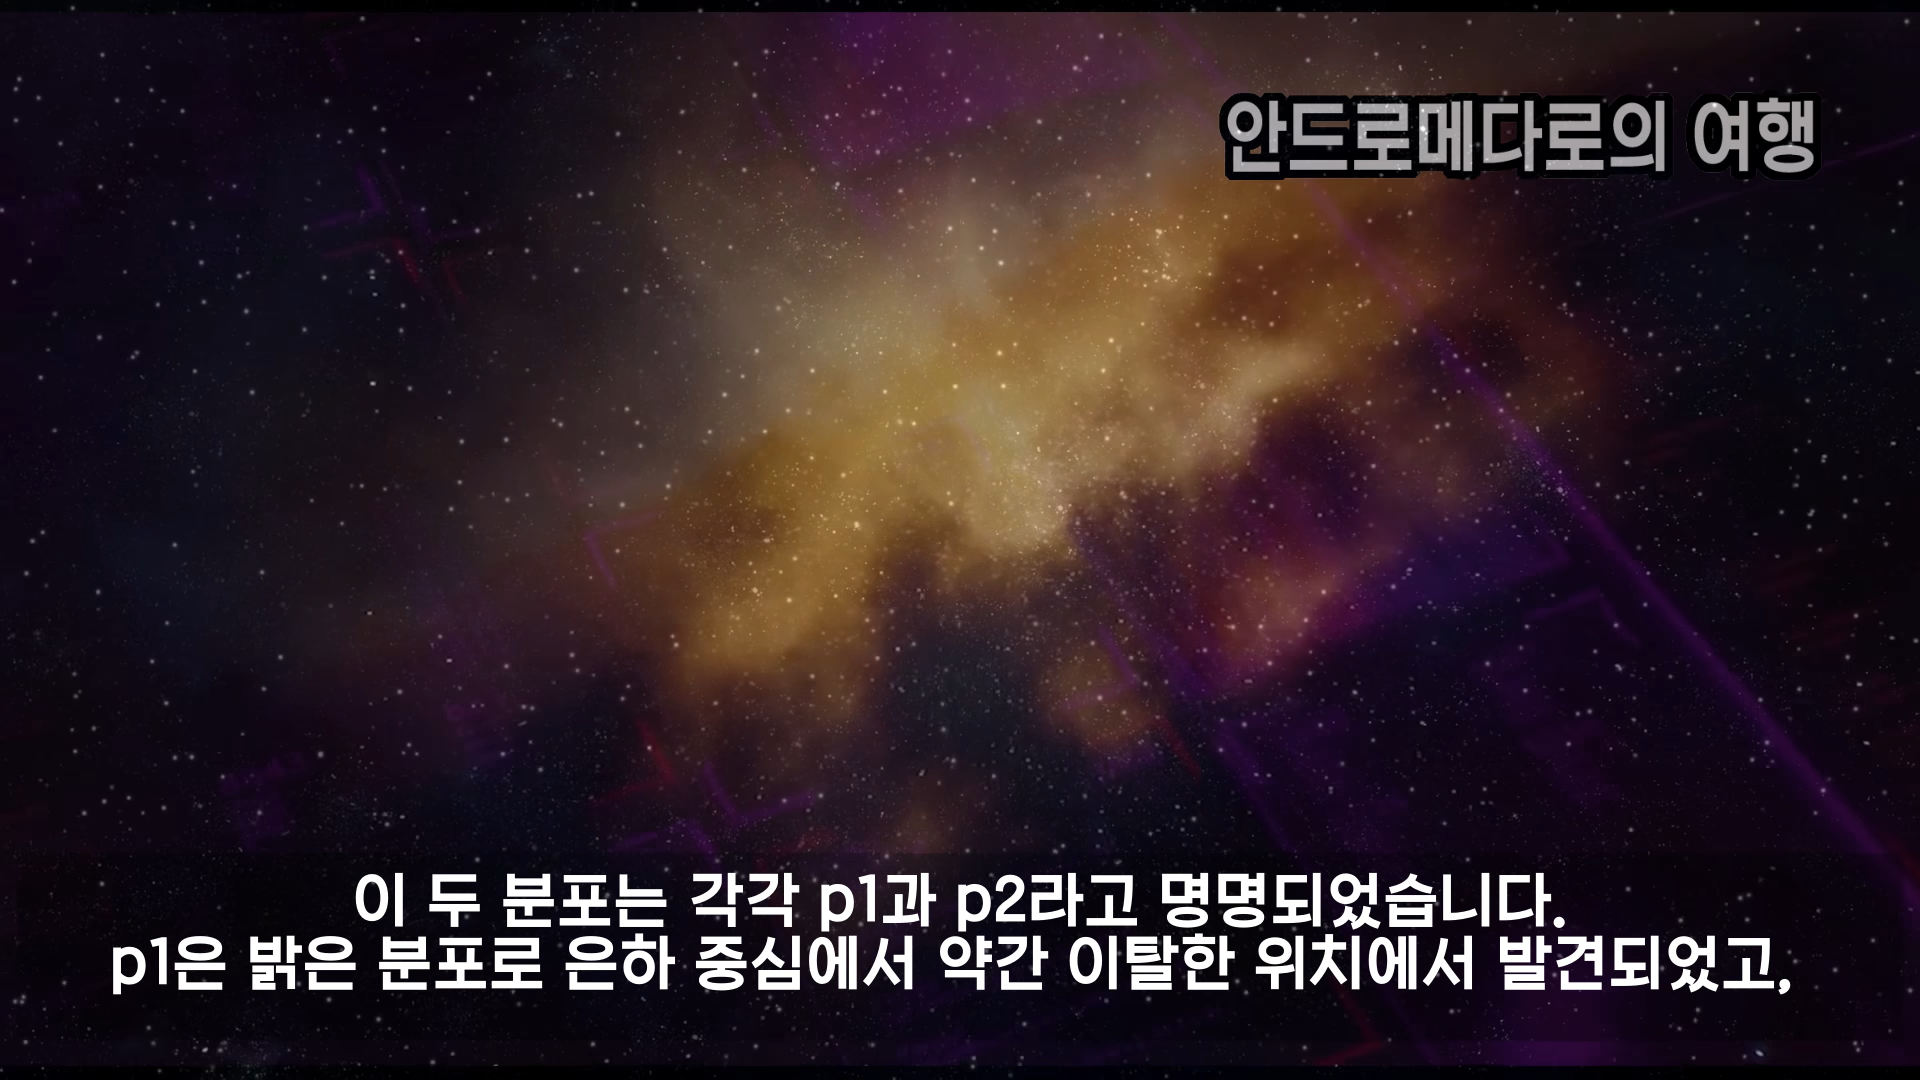 안드로메다로의 여행
이 두 분포는 각각 p1과 p2라고 명명되었습니다.
p1은 밝은 분포로 은하 중심에서 약간 이탈한 위치에서 발견되었고,